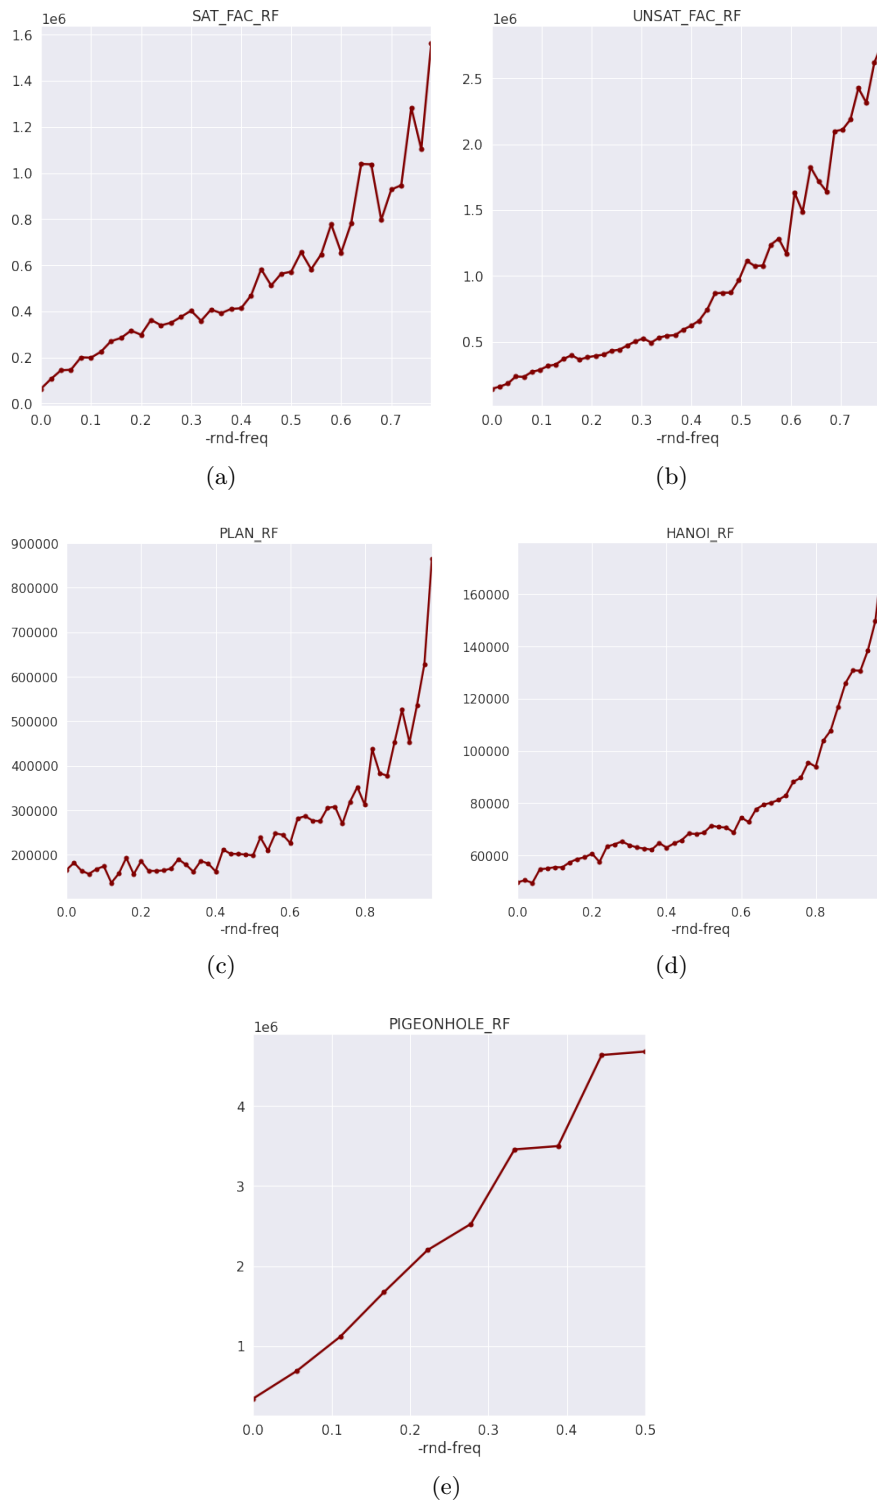 SAT_FAC_RF
1e6
1.6
1.4
1.2
1.0
0.8
0.6
0.4
0.2
0.0
0.0 0.1 0.2 0.3 0.4 0.5 0.6 0.7
-rnd-freq
(a)
UNSAT_FAC_RF
1e6
2.5
2.0
1.5
1.0
0.5
0.0 0.1 0.2 0.3 0.4 0.5 0.6 0.7
-rnd-freq
(b)
PLAN_RF
900000
800000
700000
600000
500000
400000
300000
200000
0.0 0.2 0.4 0.6 0.8
-rnd-freq
(c)
HANOI_RF
160000
140000
120000
100000
80000
60000
0.0 0.2 0.4 0.6 0.8
-rnd-freq
(d)
PIGEONHOLE_RF
1e6
4
3
2
1
0.0 0.1 0.2 0.3 0.4 0.5
-rnd-freq
(e)